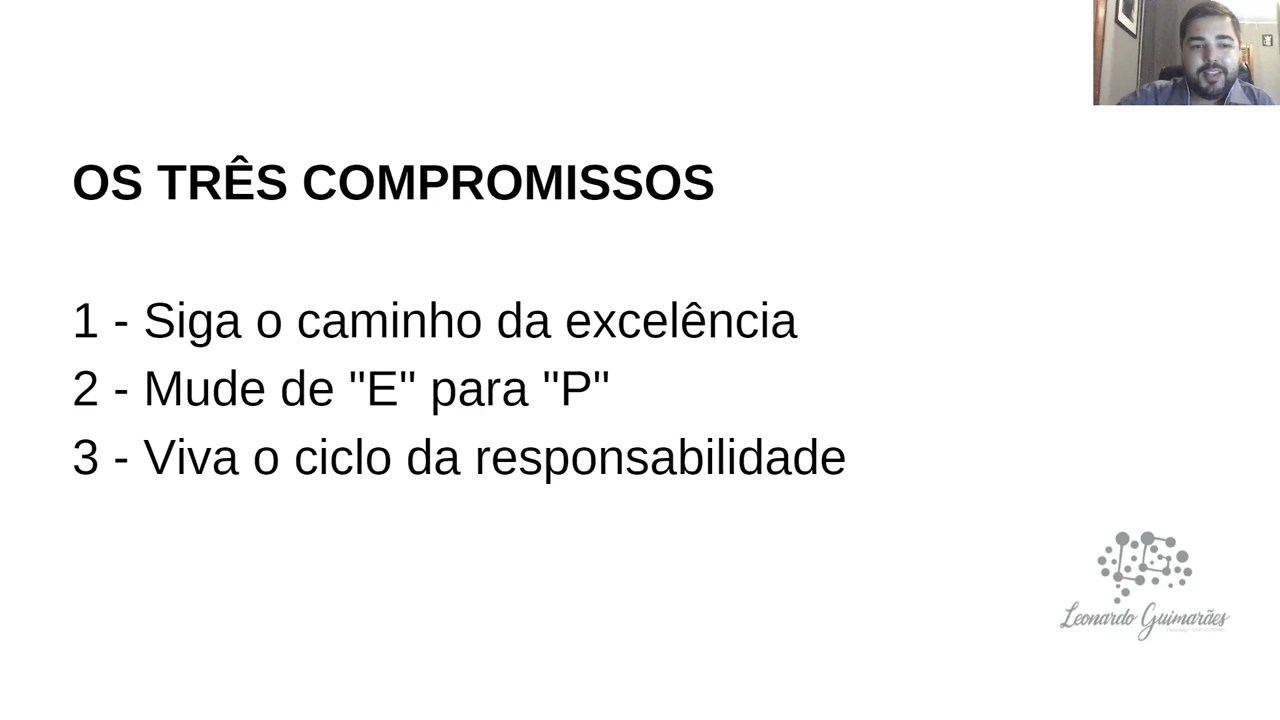 OS TRÊS COMPROMISSOS
1 - Siga o caminho da excelência
2 - Mude de "E" para "P"
3 - Viva o ciclo da responsabilidade
Leonardo Guimarães